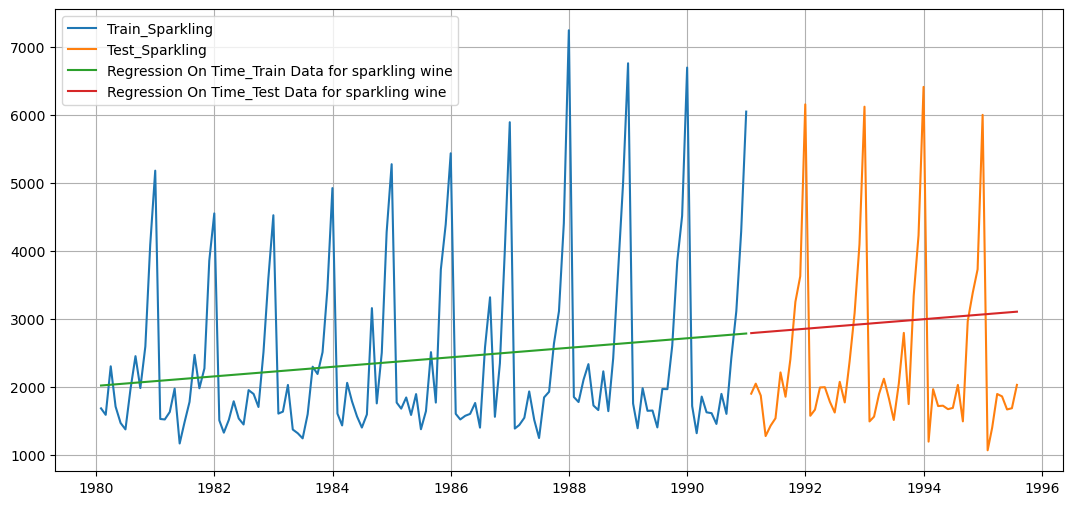 Train_Sparkling
Test_Sparkling
Regression On Time_Train Data for sparkling wine
Regression On Time_Test Data for sparkling wine
7000
6000
5000
4000
3000
2000
1000
1980 1982 1984 1986 1988 1990 1992 1994 1996